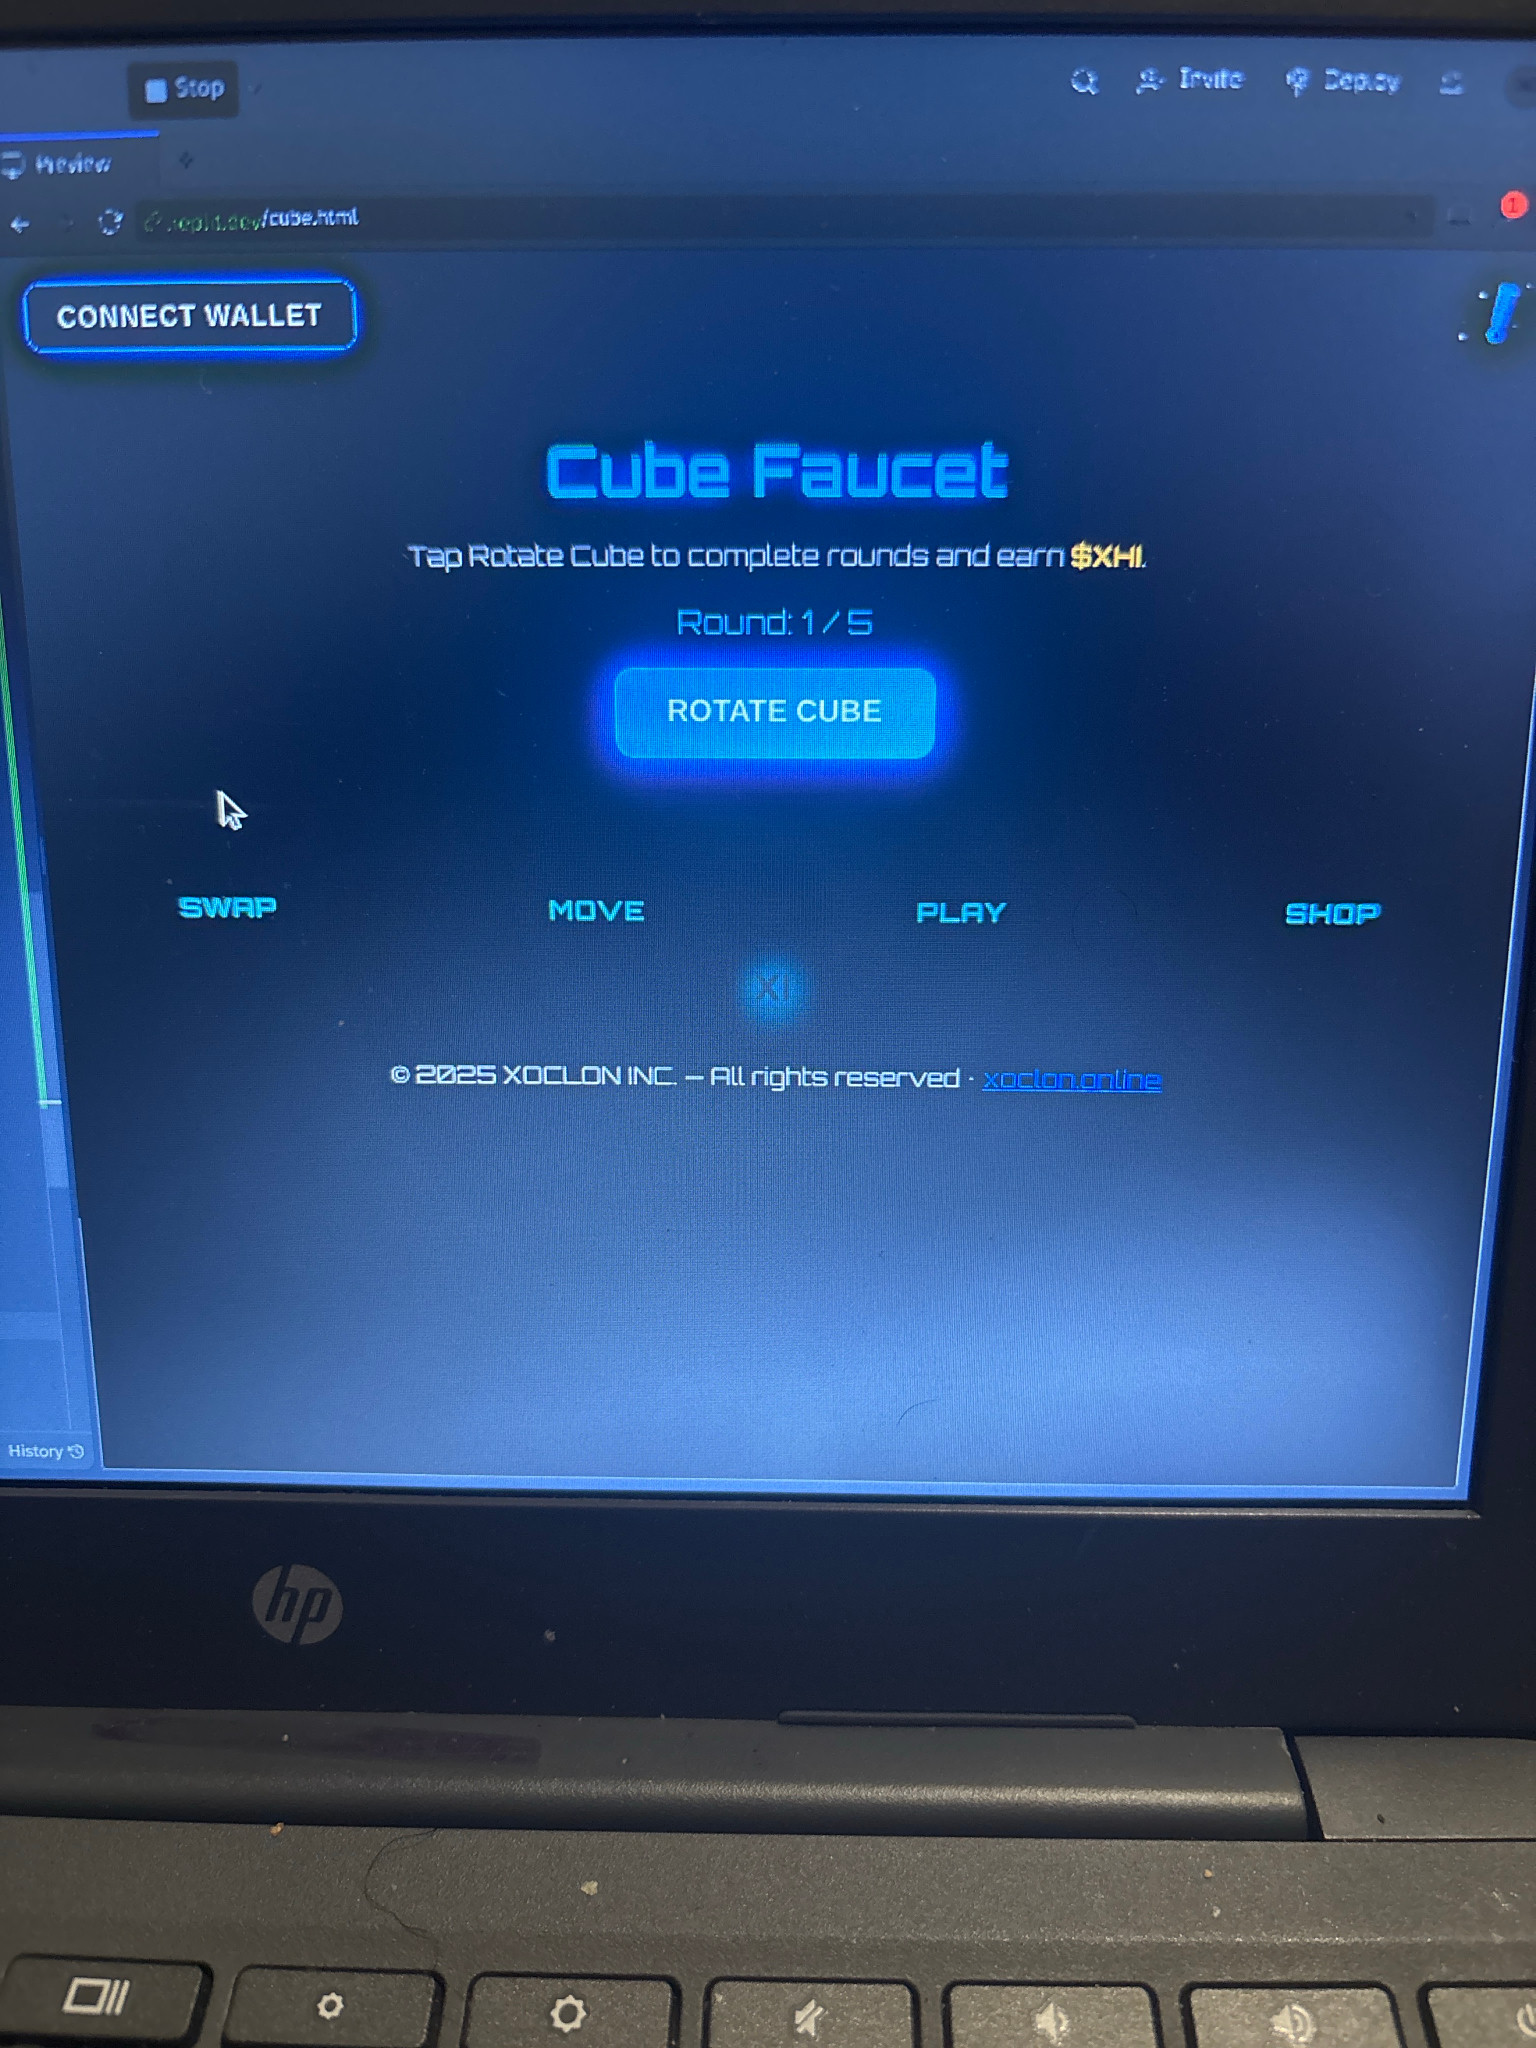 Stop
Invite
Deploy
Preview
.replit.dev/cube.html
1
CONNECT WALLET
Cube Faucet
Tap Rotate Cube to complete rounds and earn $XHI.
Round: 1 / 5
ROTATE CUBE
SWAP
MOVE
PLAY
SHOP
© 2025 XOCLON INC. — All rights reserved · xoclon.online
History
hp